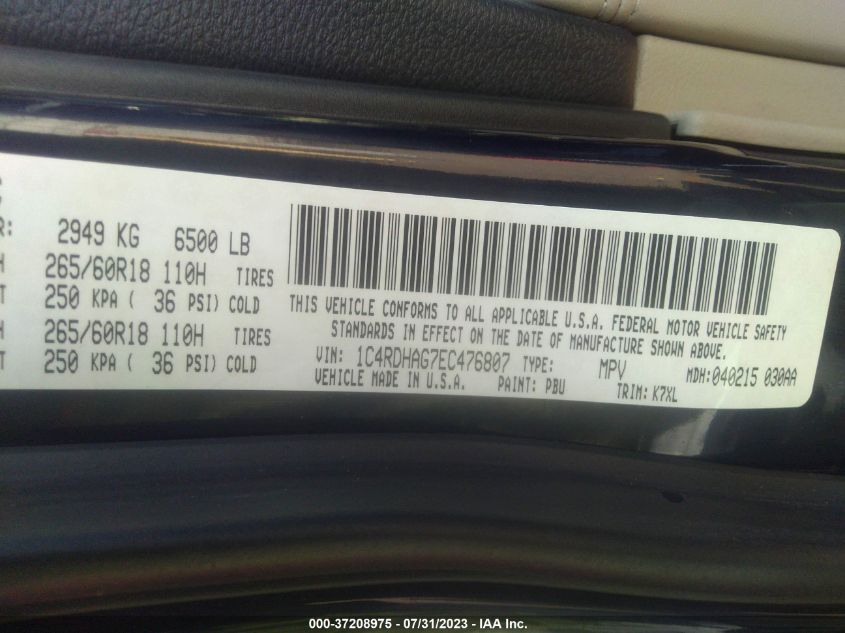 2949 KG 6500 LB
265/60R18 110H TIRES
250 KPA ( 36 PSI) COLD
265/60R18 110H TIRES
250 KPA ( 36 PSI) COLD
THIS VEHICLE CONFORMS TO ALL APPLICABLE U.S.A. FEDERAL MOTOR VEHICLE SAFETY
STANDARDS IN EFFECT ON THE DATE OF MANUFACTURE SHOWN ABOVE.
VIN: 1C4RDHAG7EC476807 TYPE: MPV MDH: 040215 030AA
VEHICLE MADE IN U.S.A. PAINT: PBU TRIM: K7XL
000-37208975 - 07/31/2023 - IAA Inc.